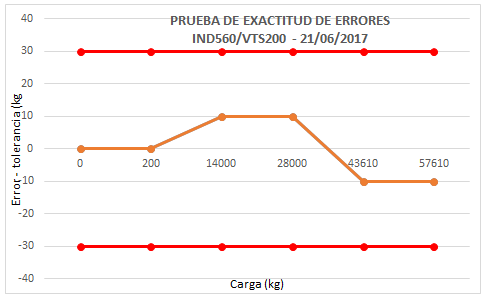 PRUEBA DE EXACTITUD DE ERRORES
IND560/VTS200 - 21/06/2017
40
30
20
10
0
-10
-20
-30
-40
Error - tolerancia (kg
0 200 14000 28000 43610 57610
Carga (kg)